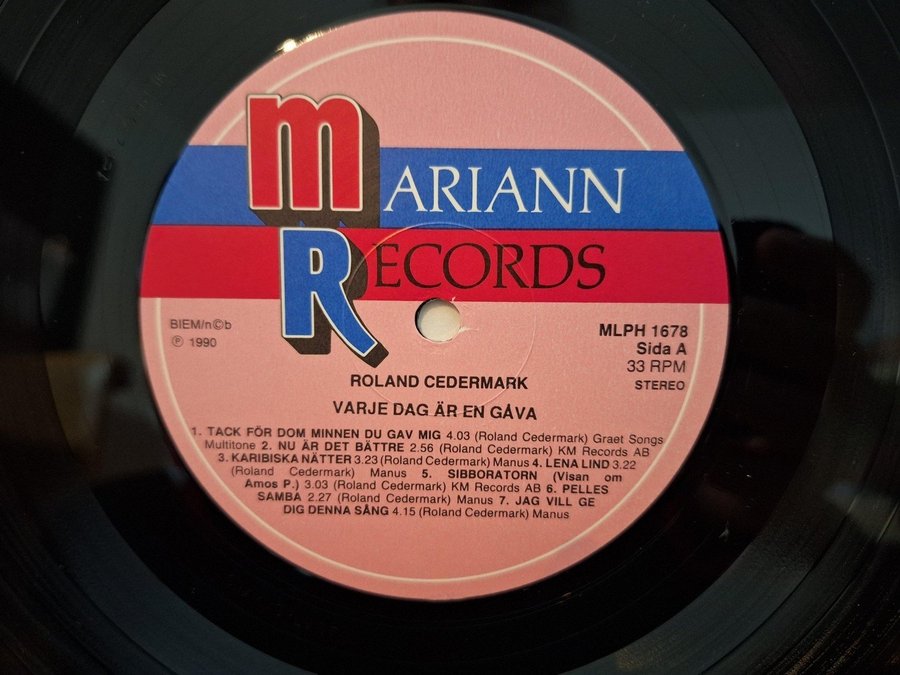 MARIANN
RECORDS
BIEM/n©b
℗ 1990
MLPH 1678
Sida A
33 RPM
STEREO
ROLAND CEDERMARK
VARJE DAG ÄR EN GÅVA
1. TACK FÖR DOM MINNEN DU GAV MIG 4.03 (Roland Cedermark) Graet Songs
Multitone 2. NU ÄR DET BÄTTRE 2.56 (Roland Cedermark) KM Records AB
3. KARIBISKA NÄTTER 3.23 (Roland Cedermark) Manus 4. LENA LIND 3.22
(Roland Cedermark) Manus 5. SIBBORATORN (Visan om
Amos P.) 3.03 (Roland Cedermark) KM Records AB 6. PELLES
SAMBA 2.27 (Roland Cedermark) Manus 7. JAG VILL GE
DIG DENNA SÅNG 4.15 (Roland Cedermark) Manus